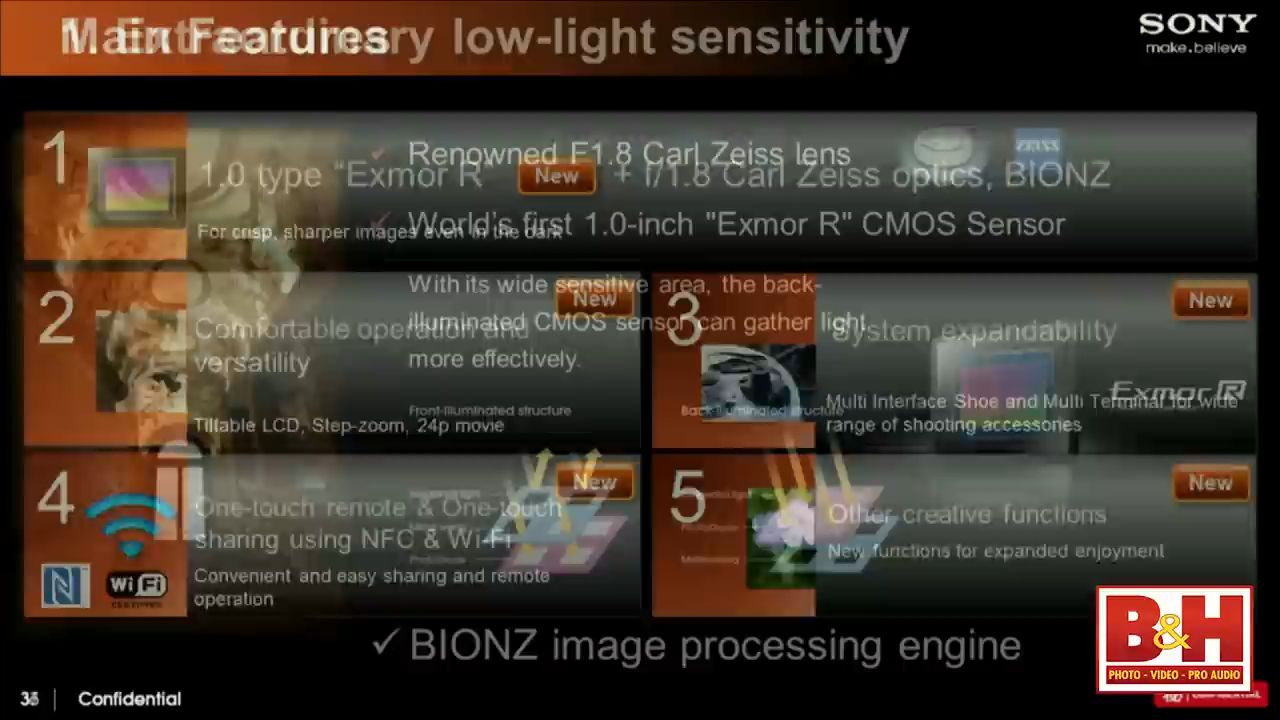 Main Features
1. Extraordinary low-light sensitivity
SONY
make.believe
1
Renowned F1.8 Carl Zeiss lens
ZEISS
1.0 type “Exmor R”
New
+ f/1.8 Carl Zeiss optics, BIONZ
World's first 1.0-inch "Exmor R" CMOS Sensor
For crisp, sharper images even in the dark
With its wide sensitive area, the back-
illuminated CMOS sensor can gather light
more effectively.
2
New
Comfortable operation and
versatility
Tiltable LCD, Step-zoom, 24p movie
3
New
System expandability
Exmor R
Multi Interface Shoe and Multi Terminal for wide
range of shooting accessories
Front-illuminated structure
Back-illuminated structure
4
New
One-touch remote & One-touch
sharing using NFC & Wi-Fi
Convenient and easy sharing and remote
operation
N
Wi Fi
CERTIFIED
5
New
Other creative functions
New functions for expanded enjoyment
✓ BIONZ image processing engine
B&H
PHOTO - VIDEO - PRO AUDIO
Confidential